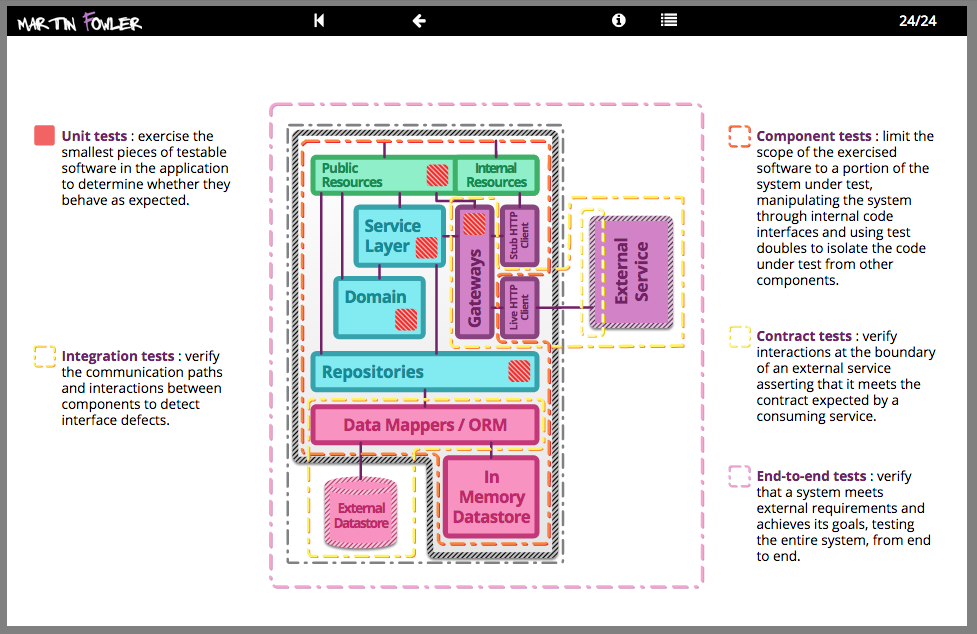 MARTIN FOWLER
24/24
Unit tests : exercise the
smallest pieces of testable
software in the application
to determine whether they
behave as expected.
Integration tests : verify
the communication paths
and interactions between
components to detect
interface defects.
Public
Resources
Internal
Resources
Service
Layer
Gateways
Stub HTTP
Client
Domain
Live HTTP
Client
External
Service
Repositories
Data Mappers / ORM
External
Datastore
In
Memory
Datastore
Component tests : limit the
scope of the exercised
software to a portion of the
system under test,
manipulating the system
through internal code
interfaces and using test
doubles to isolate the code
under test from other
components.
Contract tests : verify
interactions at the boundary
of an external service
asserting that it meets the
contract expected by a
consuming service.
End-to-end tests : verify
that a system meets
external requirements and
achieves its goals, testing
the entire system, from end
to end.